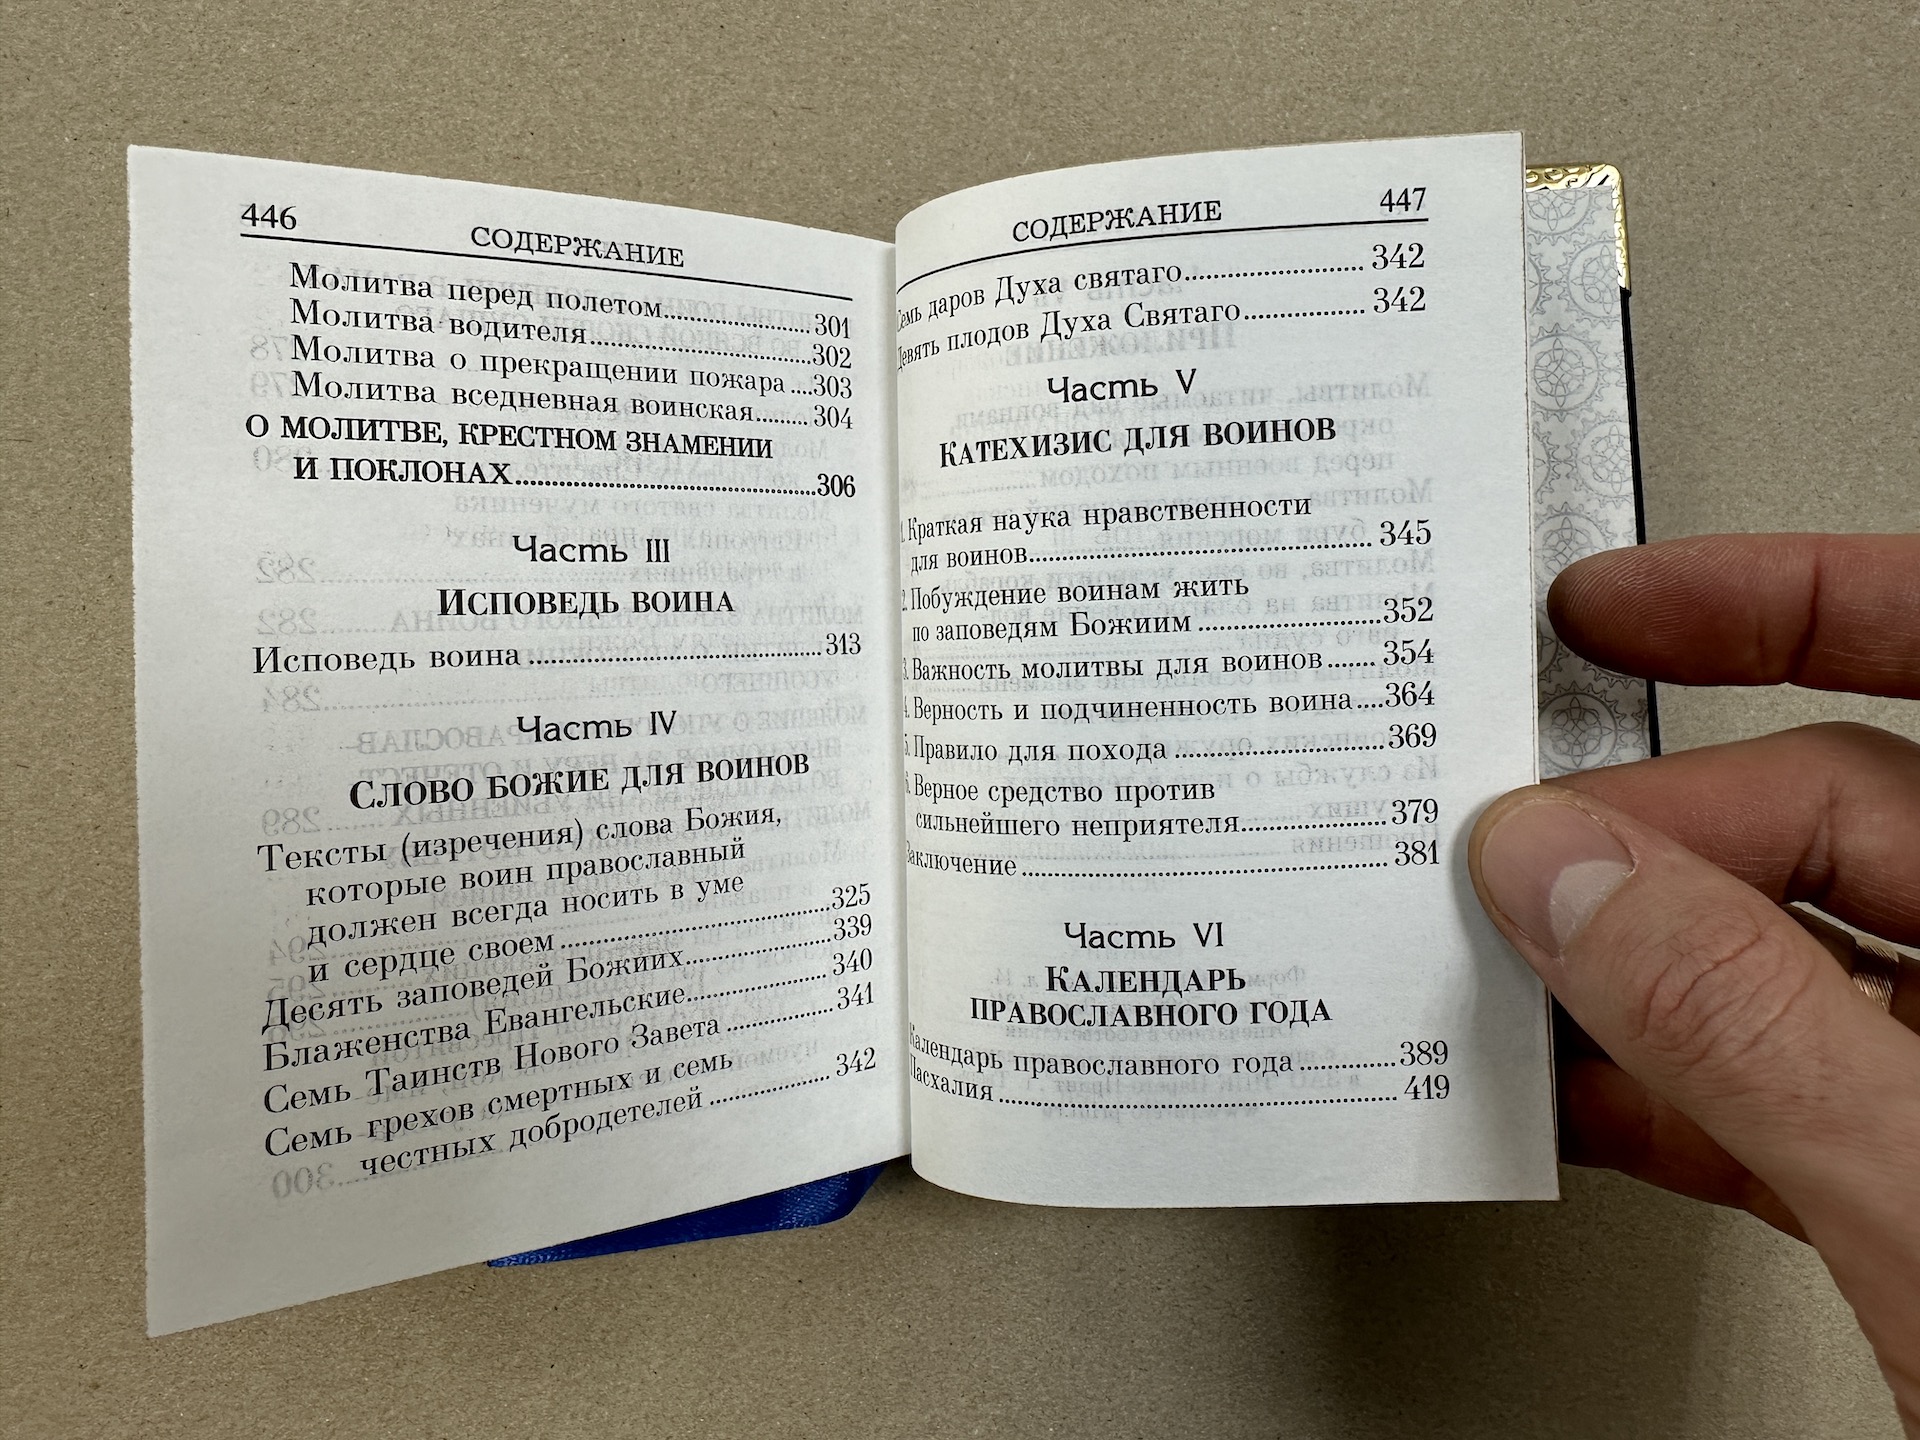 446
СОДЕРЖАНИЕ
Молитва перед полетом....................301
Молитва водителя..............................302
Молитва о прекращении пожара....303
Молитва вседневная воинская.........304
О МОЛИТВЕ, КРЕСТНОМ ЗНАМЕНИИ
И ПОКЛОНАХ..........................................306
Часть III
ИСПОВЕДЬ ВОИНА
Исповедь воина..........................................313
Часть IV
СЛОВО БОЖИЕ ДЛЯ ВОИНОВ
Тексты (изречения) слова Божия,
которые воин православный
должен всегда носить в уме
и сердце своем......................................325
Десять заповедей Божиих....................339
Блаженства Евангельские....................340
Семь Таинств Нового Завета...............341
Семь грехов смертных и семь
честных добродетелей...................342
СОДЕРЖАНИЕ
447
Семь даров Духа святаго.........................342
Девять плодов Духа Святаго.................342
Часть V
КАТЕХИЗИС ДЛЯ ВОИНОВ
1. Краткая наука нравственности
для воинов..............................................345
2. Побуждение воинам жить
по заповедям Божиим.........................352
3. Важность молитвы для воинов.......354
4. Верность и подчиненность воина....364
5. Правило для похода...........................369
6. Верное средство против
сильнейшего неприятеля...................379
Заключение..................................................381
Часть VI
КАЛЕНДАРЬ
ПРАВОСЛАВНОГО ГОДА
Календарь православного года............389
Пасхалия......................................................419